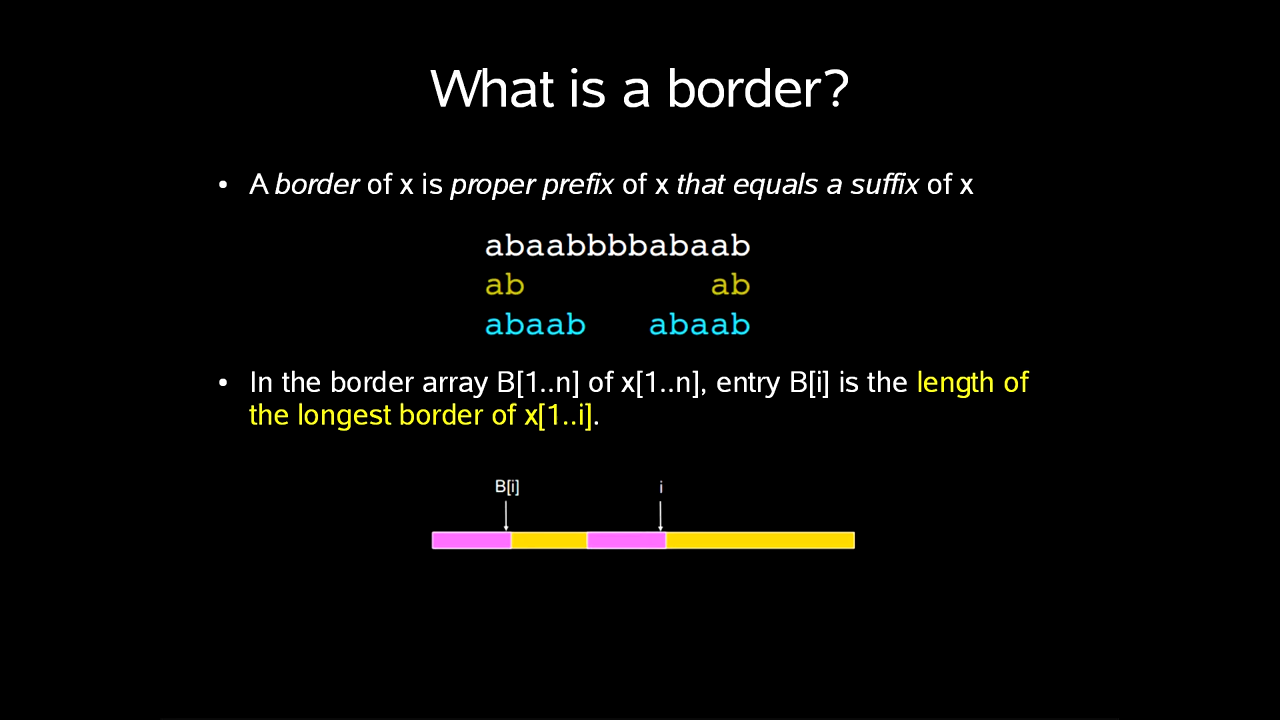 What is a border?
• A border of x is proper prefix of x that equals a suffix of x
abaabbbbabaab
ab ab
abaab abaab
• In the border array B[1..n] of x[1..n], entry B[i] is the length of
the longest border of x[1..i].
B[i] i